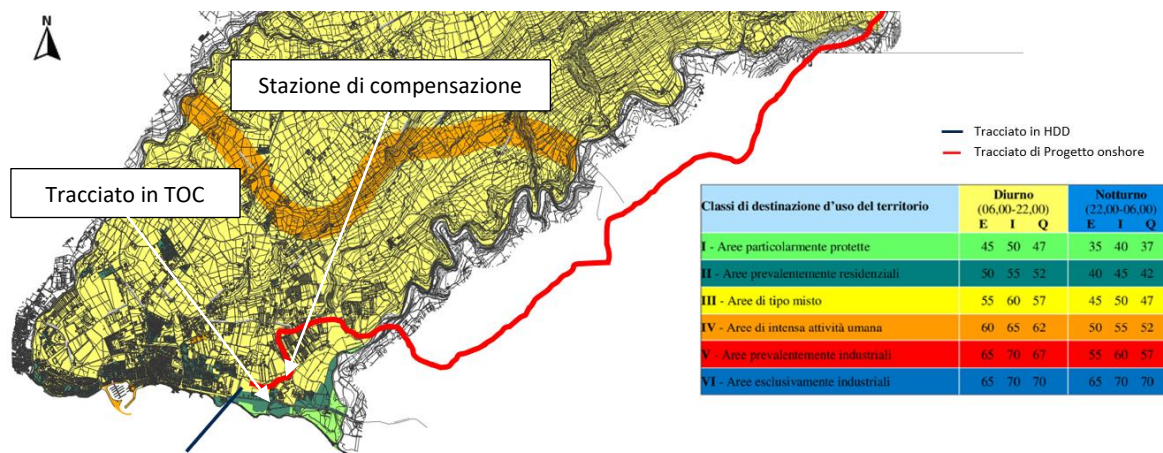 N
Stazione di compensazione
Tracciato in TOC
Tracciato in HDD
Tracciato di Progetto onshore
Classi di destinazione d'uso del territorio
Diurno
(06,00-22,00)
E I Q
Notturno
(22,00-06,00)
E I Q
I - Aree particolarmente protette 45 50 47 35 40 37
II - Aree prevalentemente residenziali 50 55 52 40 45 42
III - Aree di tipo misto 55 60 57 45 50 47
IV - Aree di intensa attività umana 60 65 62 50 55 52
V - Aree prevalentemente industriali 65 70 67 55 60 57
VI - Aree esclusivamente industriali 65 70 70 65 70 70